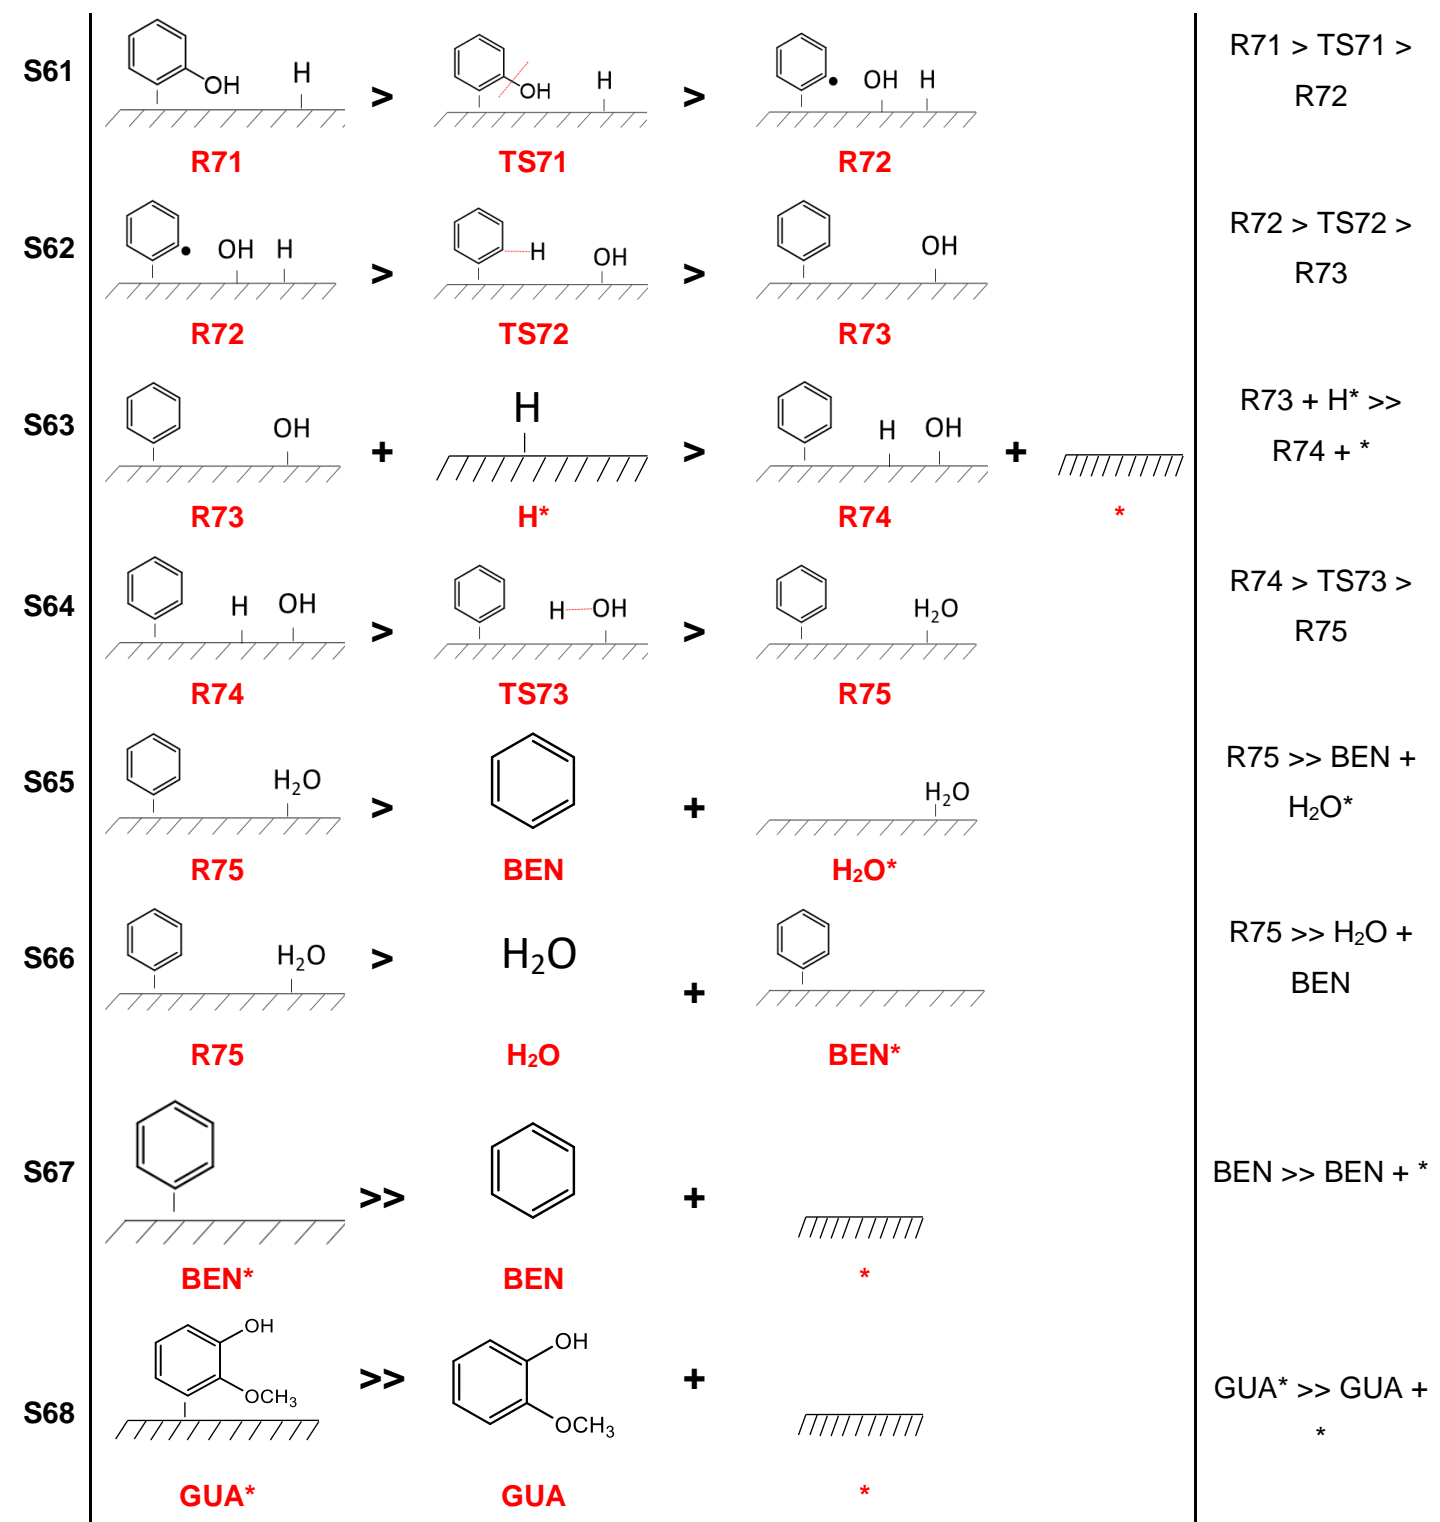 S61
OH
H
>
OH
H
>
OH H
R71 > TS71 >
R72
R71
TS71
R72
S62
OH H
>
H
OH
>
OH
R72 > TS72 >
R73
R72
TS72
R73
S63
OH
+
H
>
H OH
+
R73 + H* >>
R74 + *
R73
H*
R74
*
S64
H OH
>
H OH
>
H₂O
R74 > TS73 >
R75
R74
TS73
R75
S65
H₂O
>
+
H₂O
R75 >> BEN +
H₂O*
R75
BEN
H₂O*
S66
H₂O
>
H₂O
+
R75 >> H₂O +
BEN
R75
H₂O
BEN*
S67
>>
+
BEN >> BEN + *
BEN*
BEN
*
S68
OH
OCH₃
>>
OH
OCH₃
+
GUA* >> GUA +
*
GUA*
GUA
*